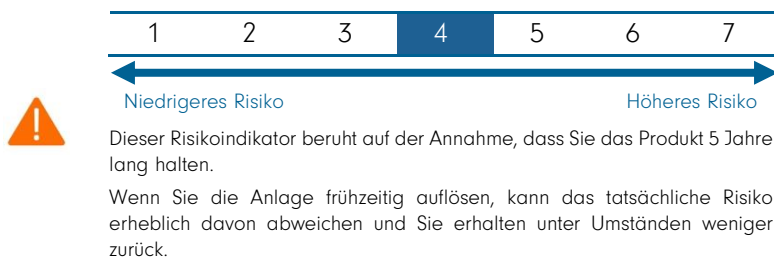 1 2 3 4 5 6 7
Niedrigeres Risiko Höheres Risiko
Dieser Risikoindikator beruht auf der Annahme, dass Sie das Produkt 5 Jahre
lang halten.
Wenn Sie die Anlage frühzeitig auflösen, kann das tatsächliche Risiko
erheblich davon abweichen und Sie erhalten unter Umständen weniger
zurück.